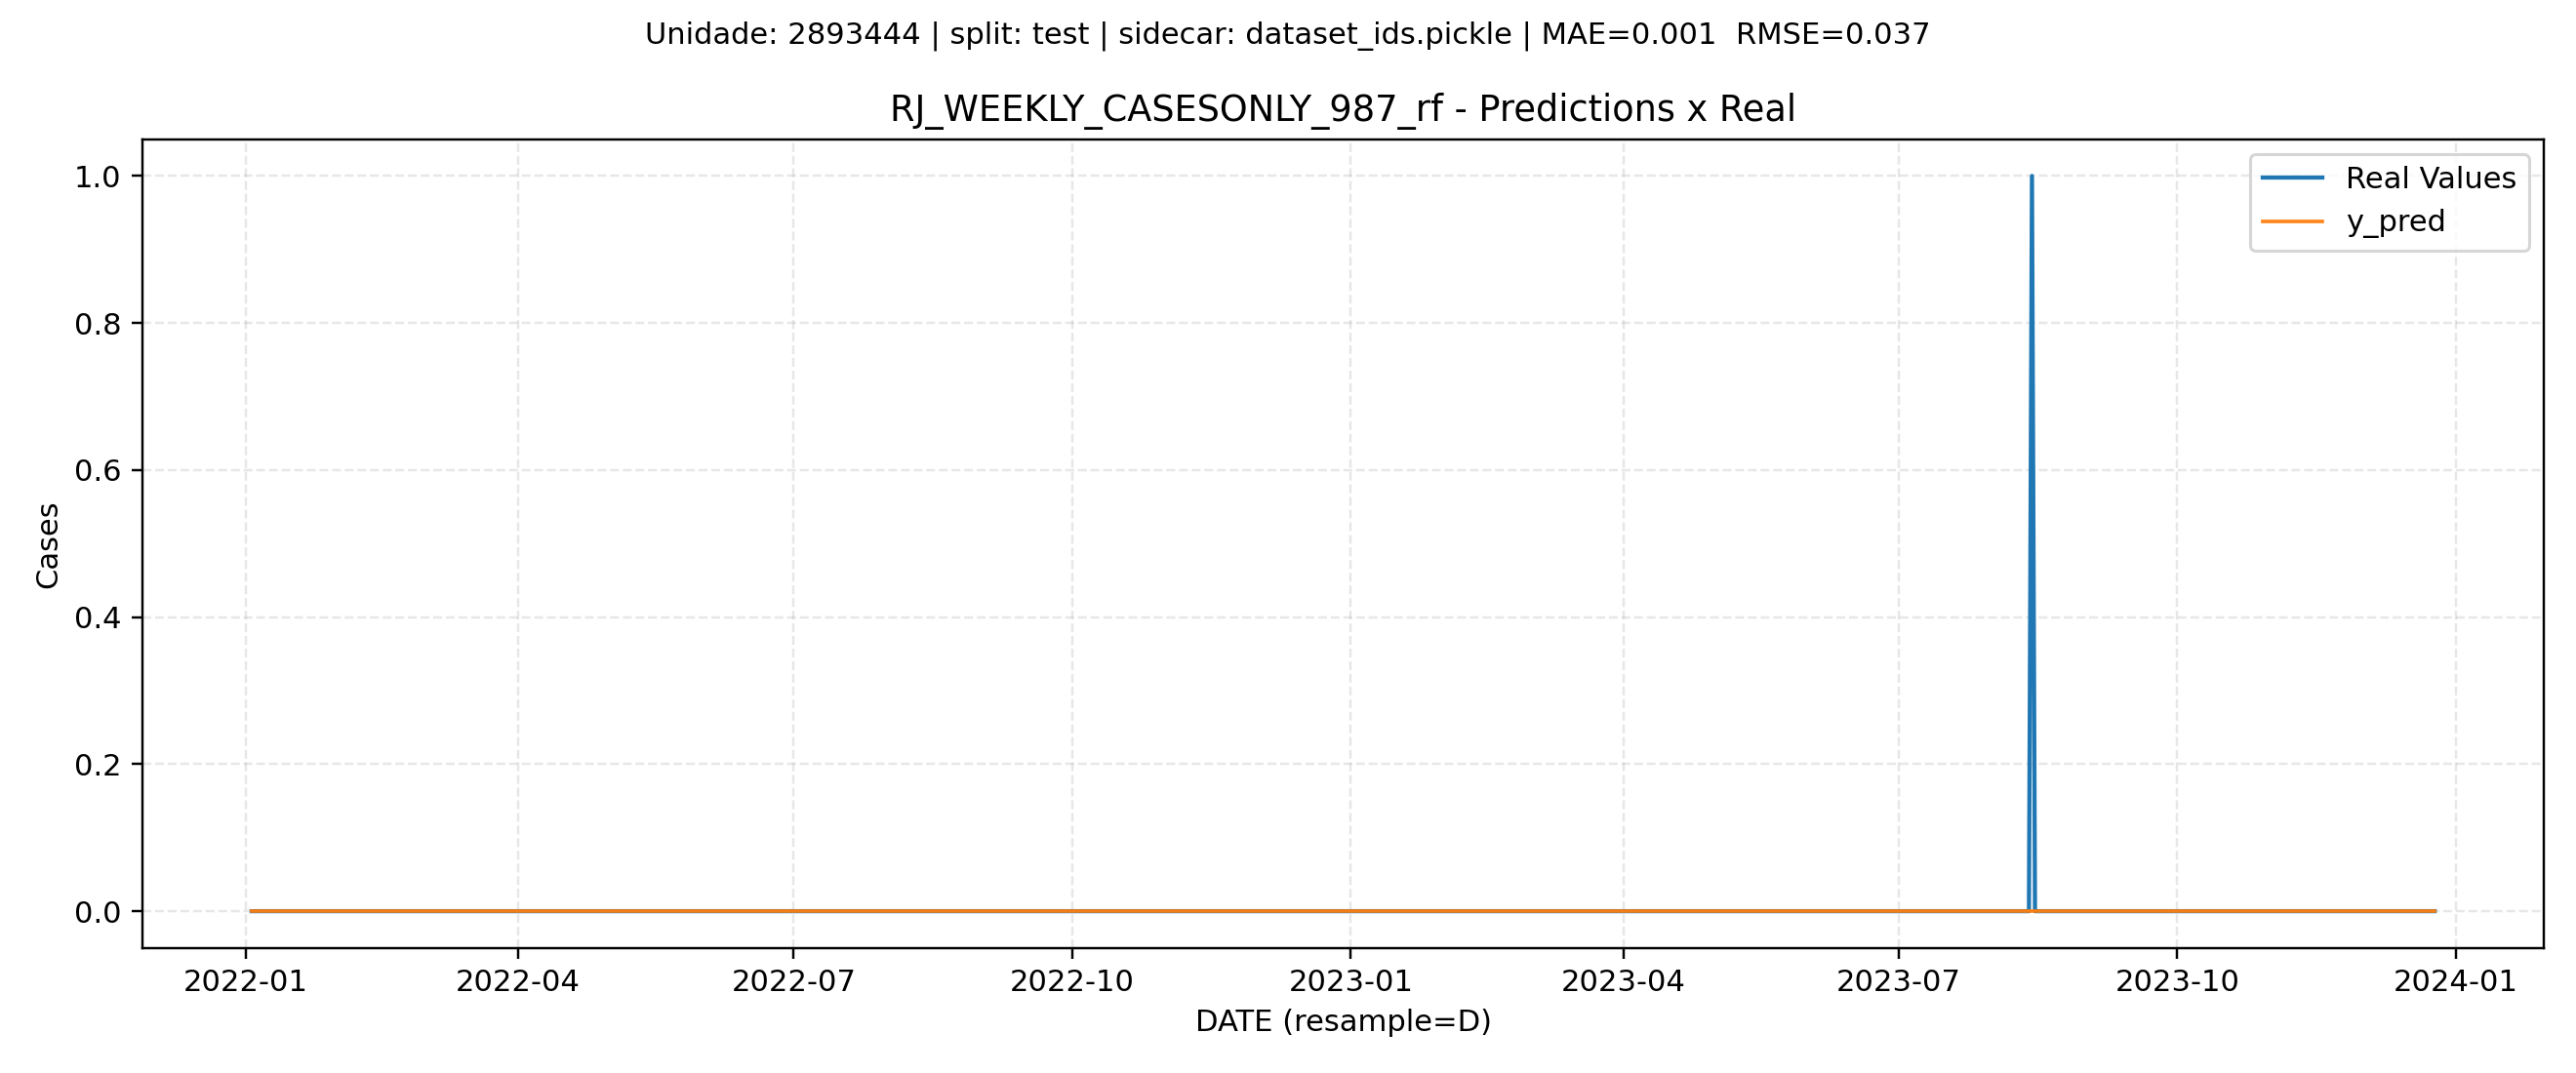 Unidade: 2893444 | split: test | sidecar: dataset_ids.pickle | MAE=0.001  RMSE=0.037
RJ_WEEKLY_CASESONLY_987_rf - Predictions x Real
Real Values
y_pred
Cases
1.0
0.8
0.6
0.4
0.2
0.0
2022-01
2022-04
2022-07
2022-10
2023-01
2023-04
2023-07
2023-10
2024-01
DATE (resample=D)